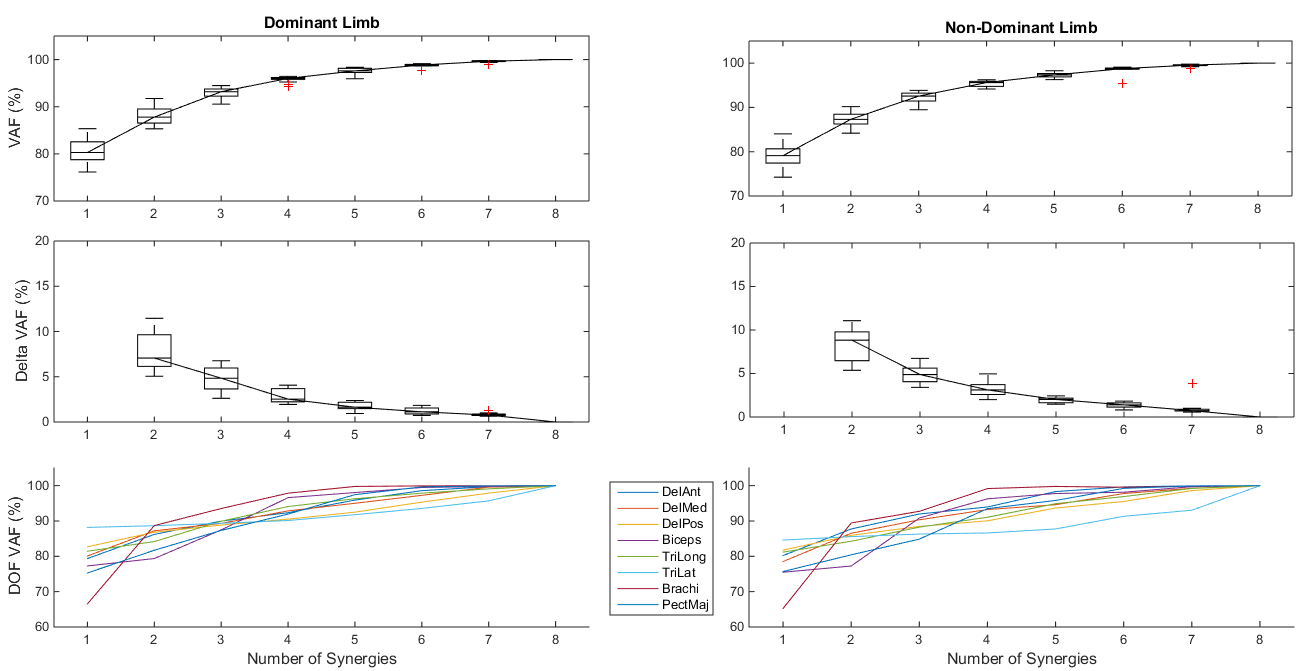 Dominant Limb
VAF (%)
100
90
80
70
1 2 3 4 5 6 7 8
Non-Dominant Limb
100
90
80
70
1 2 3 4 5 6 7 8
Delta VAF (%)
20
15
10
5
0
1 2 3 4 5 6 7 8
20
15
10
5
0
1 2 3 4 5 6 7 8
DOF VAF (%)
100
90
80
70
60
1 2 3 4 5 6 7 8
Number of Synergies
DelAnt
DelMed
DelPos
Biceps
TriLong
TriLat
Brachi
PectMaj
100
90
80
70
60
1 2 3 4 5 6 7 8
Number of Synergies